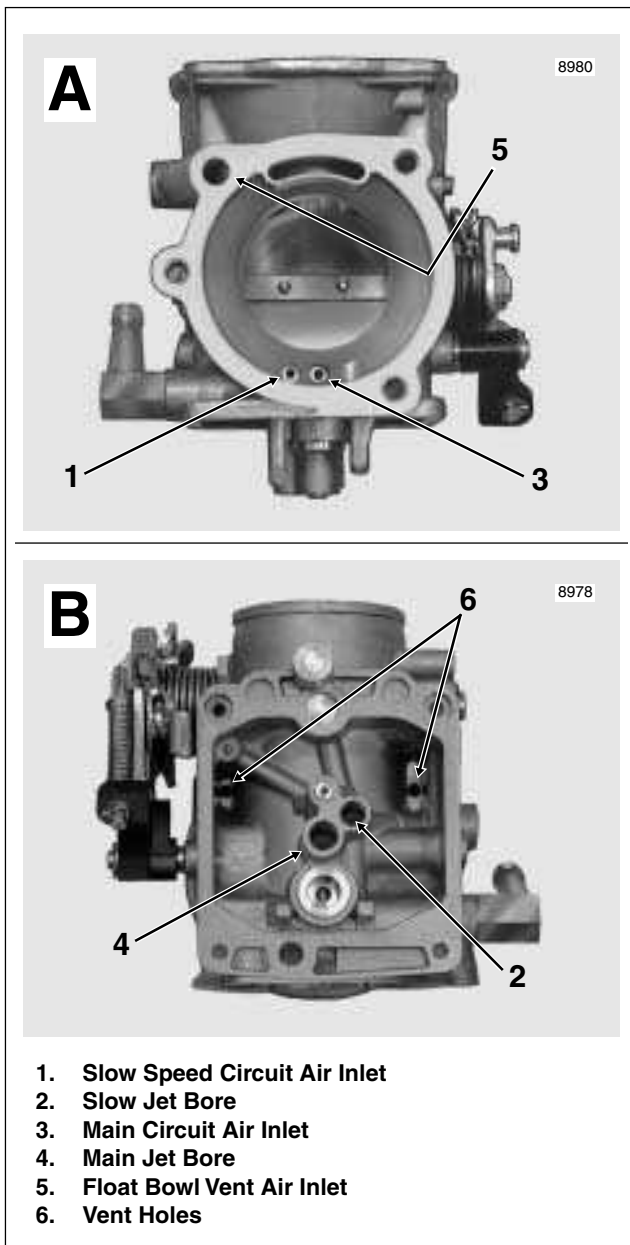 A
8980
5
1
3
B
8978
6
4
2
1. Slow Speed Circuit Air Inlet
2. Slow Jet Bore
3. Main Circuit Air Inlet
4. Main Jet Bore
5. Float Bowl Vent Air Inlet
6. Vent Holes